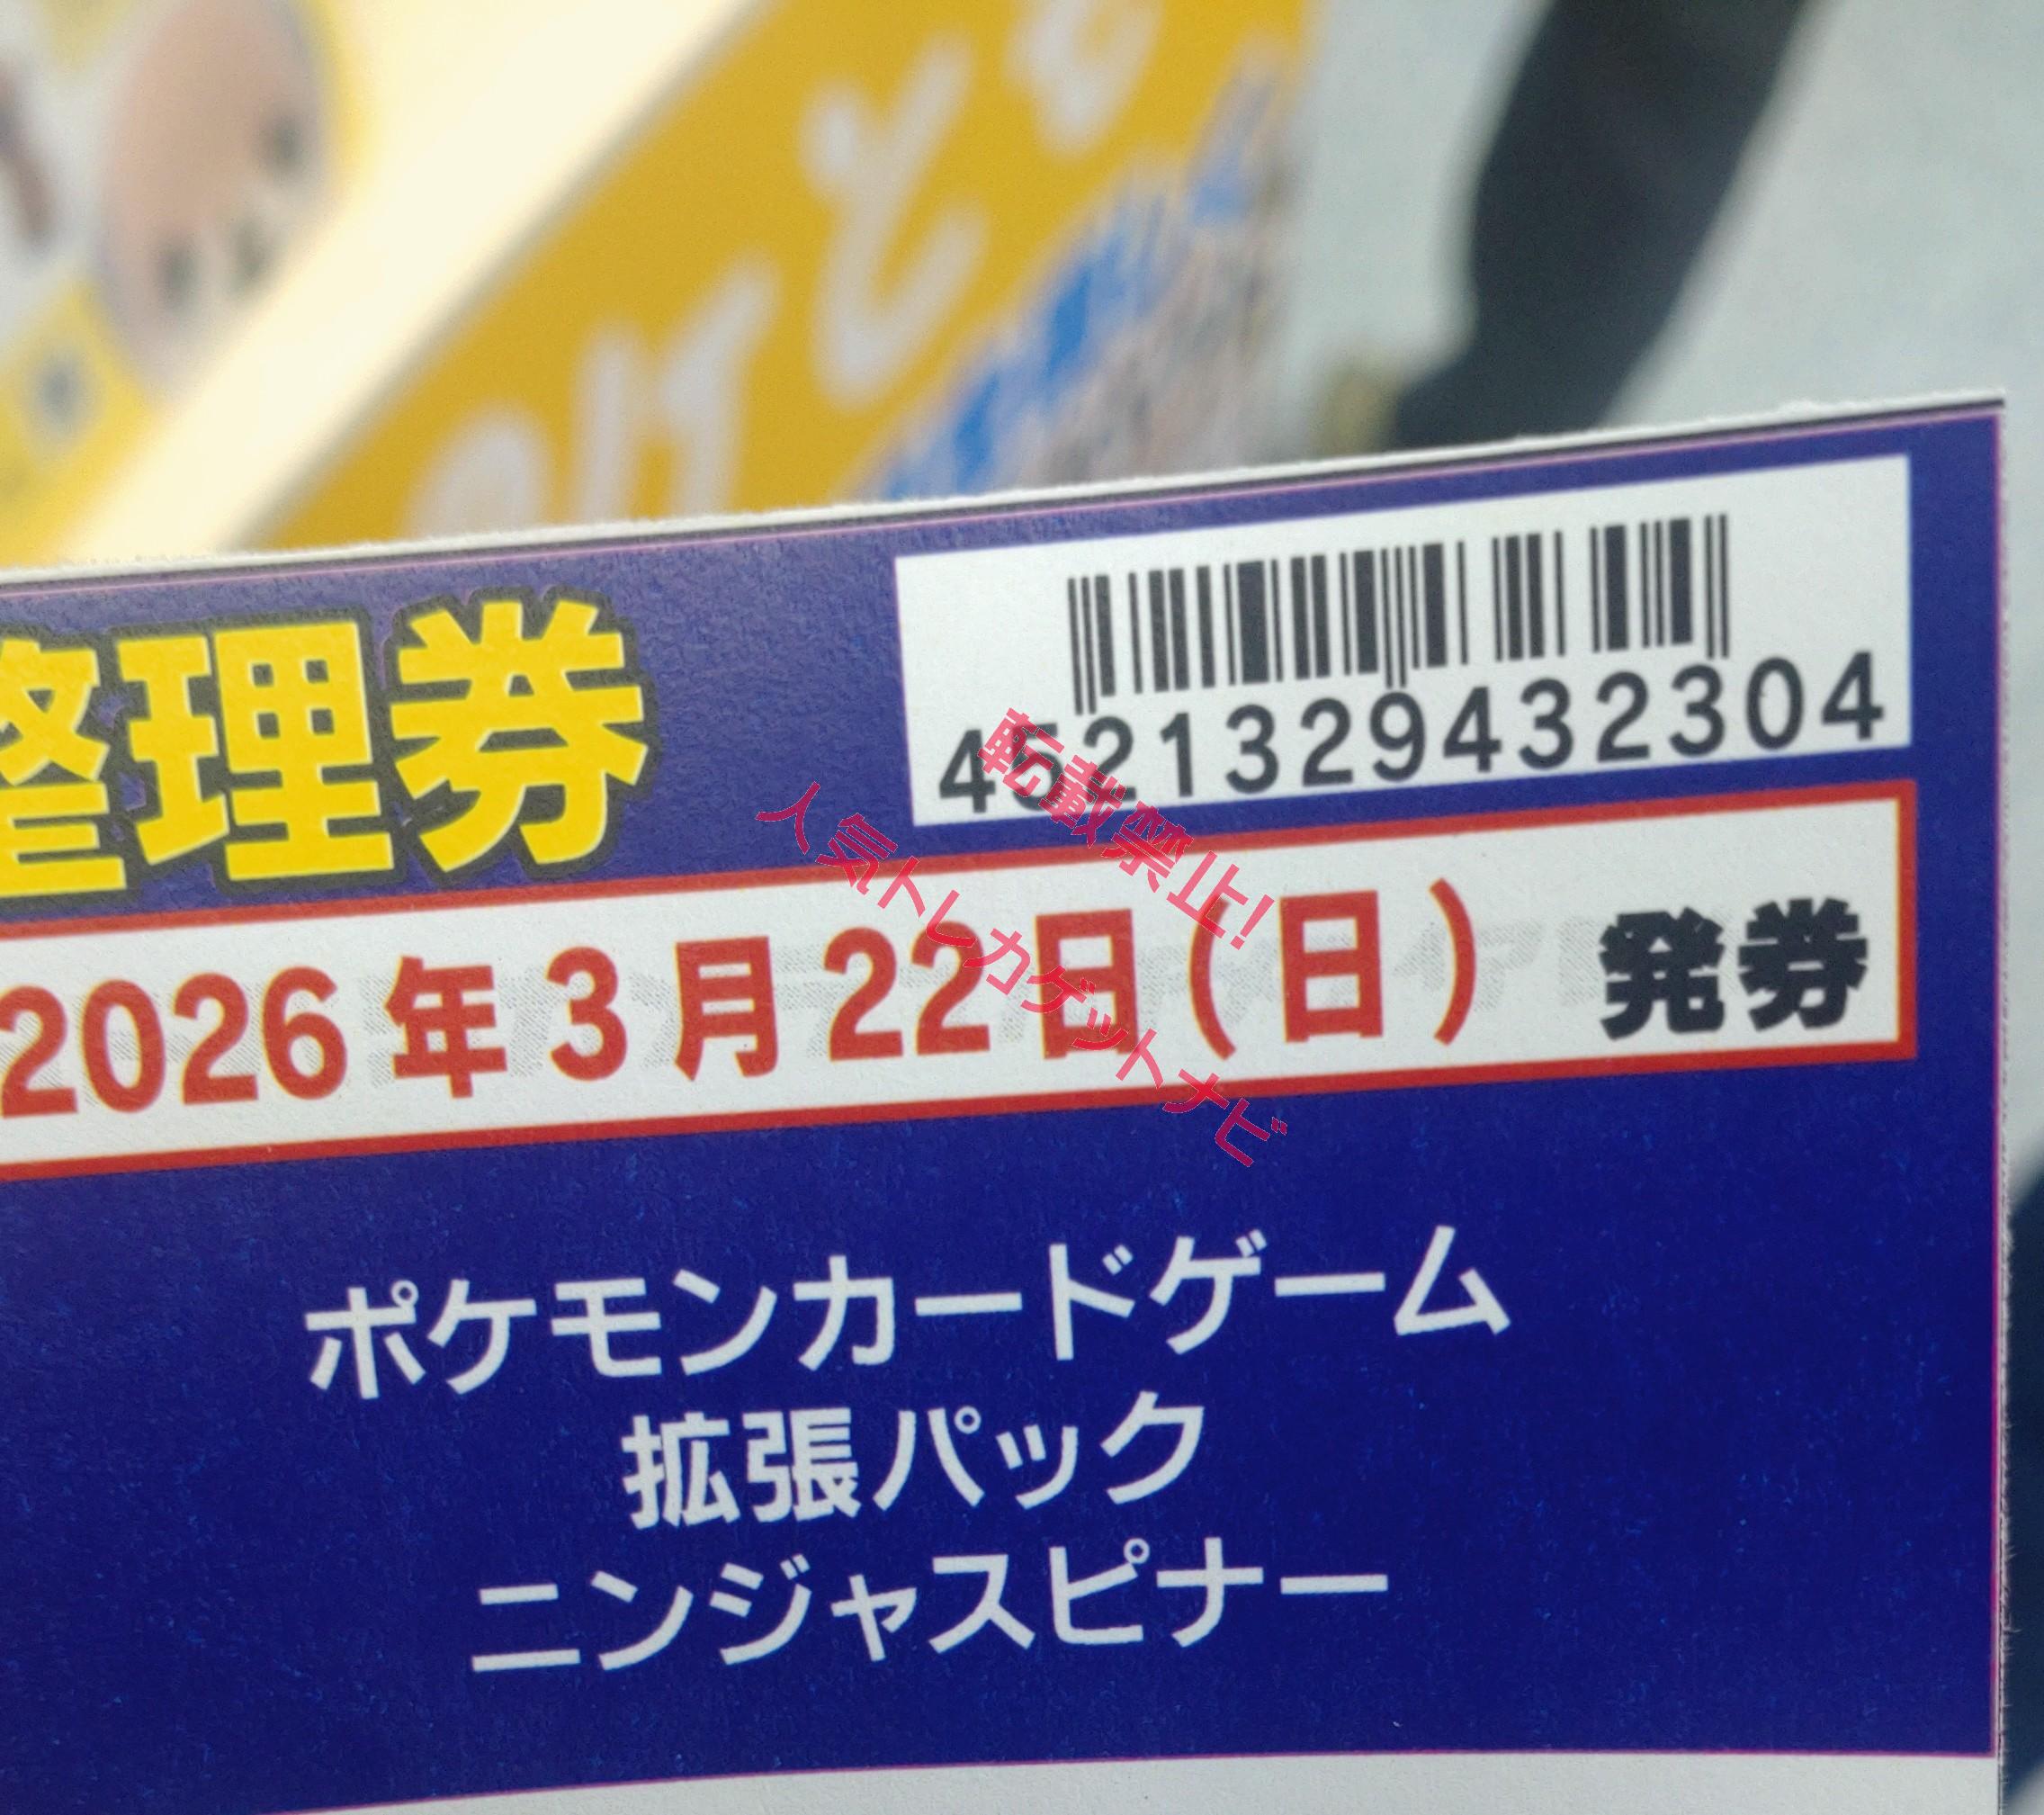 整理券
4521329432304
2026年3月22日(日) 発券
ポケモンカードゲーム
拡張パック
ニンジャスピナー
転載禁止!
人気トレカゲットナビ